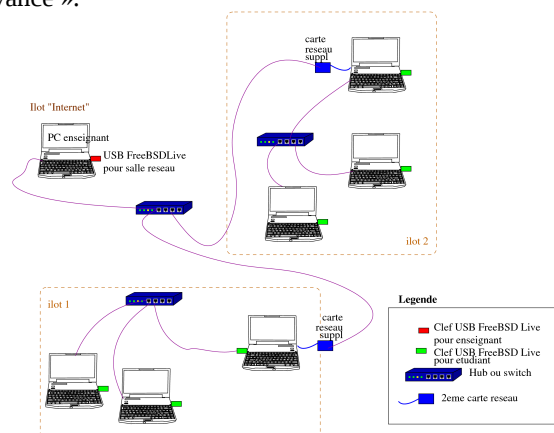 vance ».
carte
reseau
suppl
Ilot "Internet"
PC enseignant
USB FreeBSDLive
pour salle reseau
ilot 2
ilot 1
carte
reseau
suppl
Legende
Clef USB FreeBSD Live
pour enseignant
Clef USB FreeBSD Live
pour etudiant
Hub ou switch
2eme carte reseau